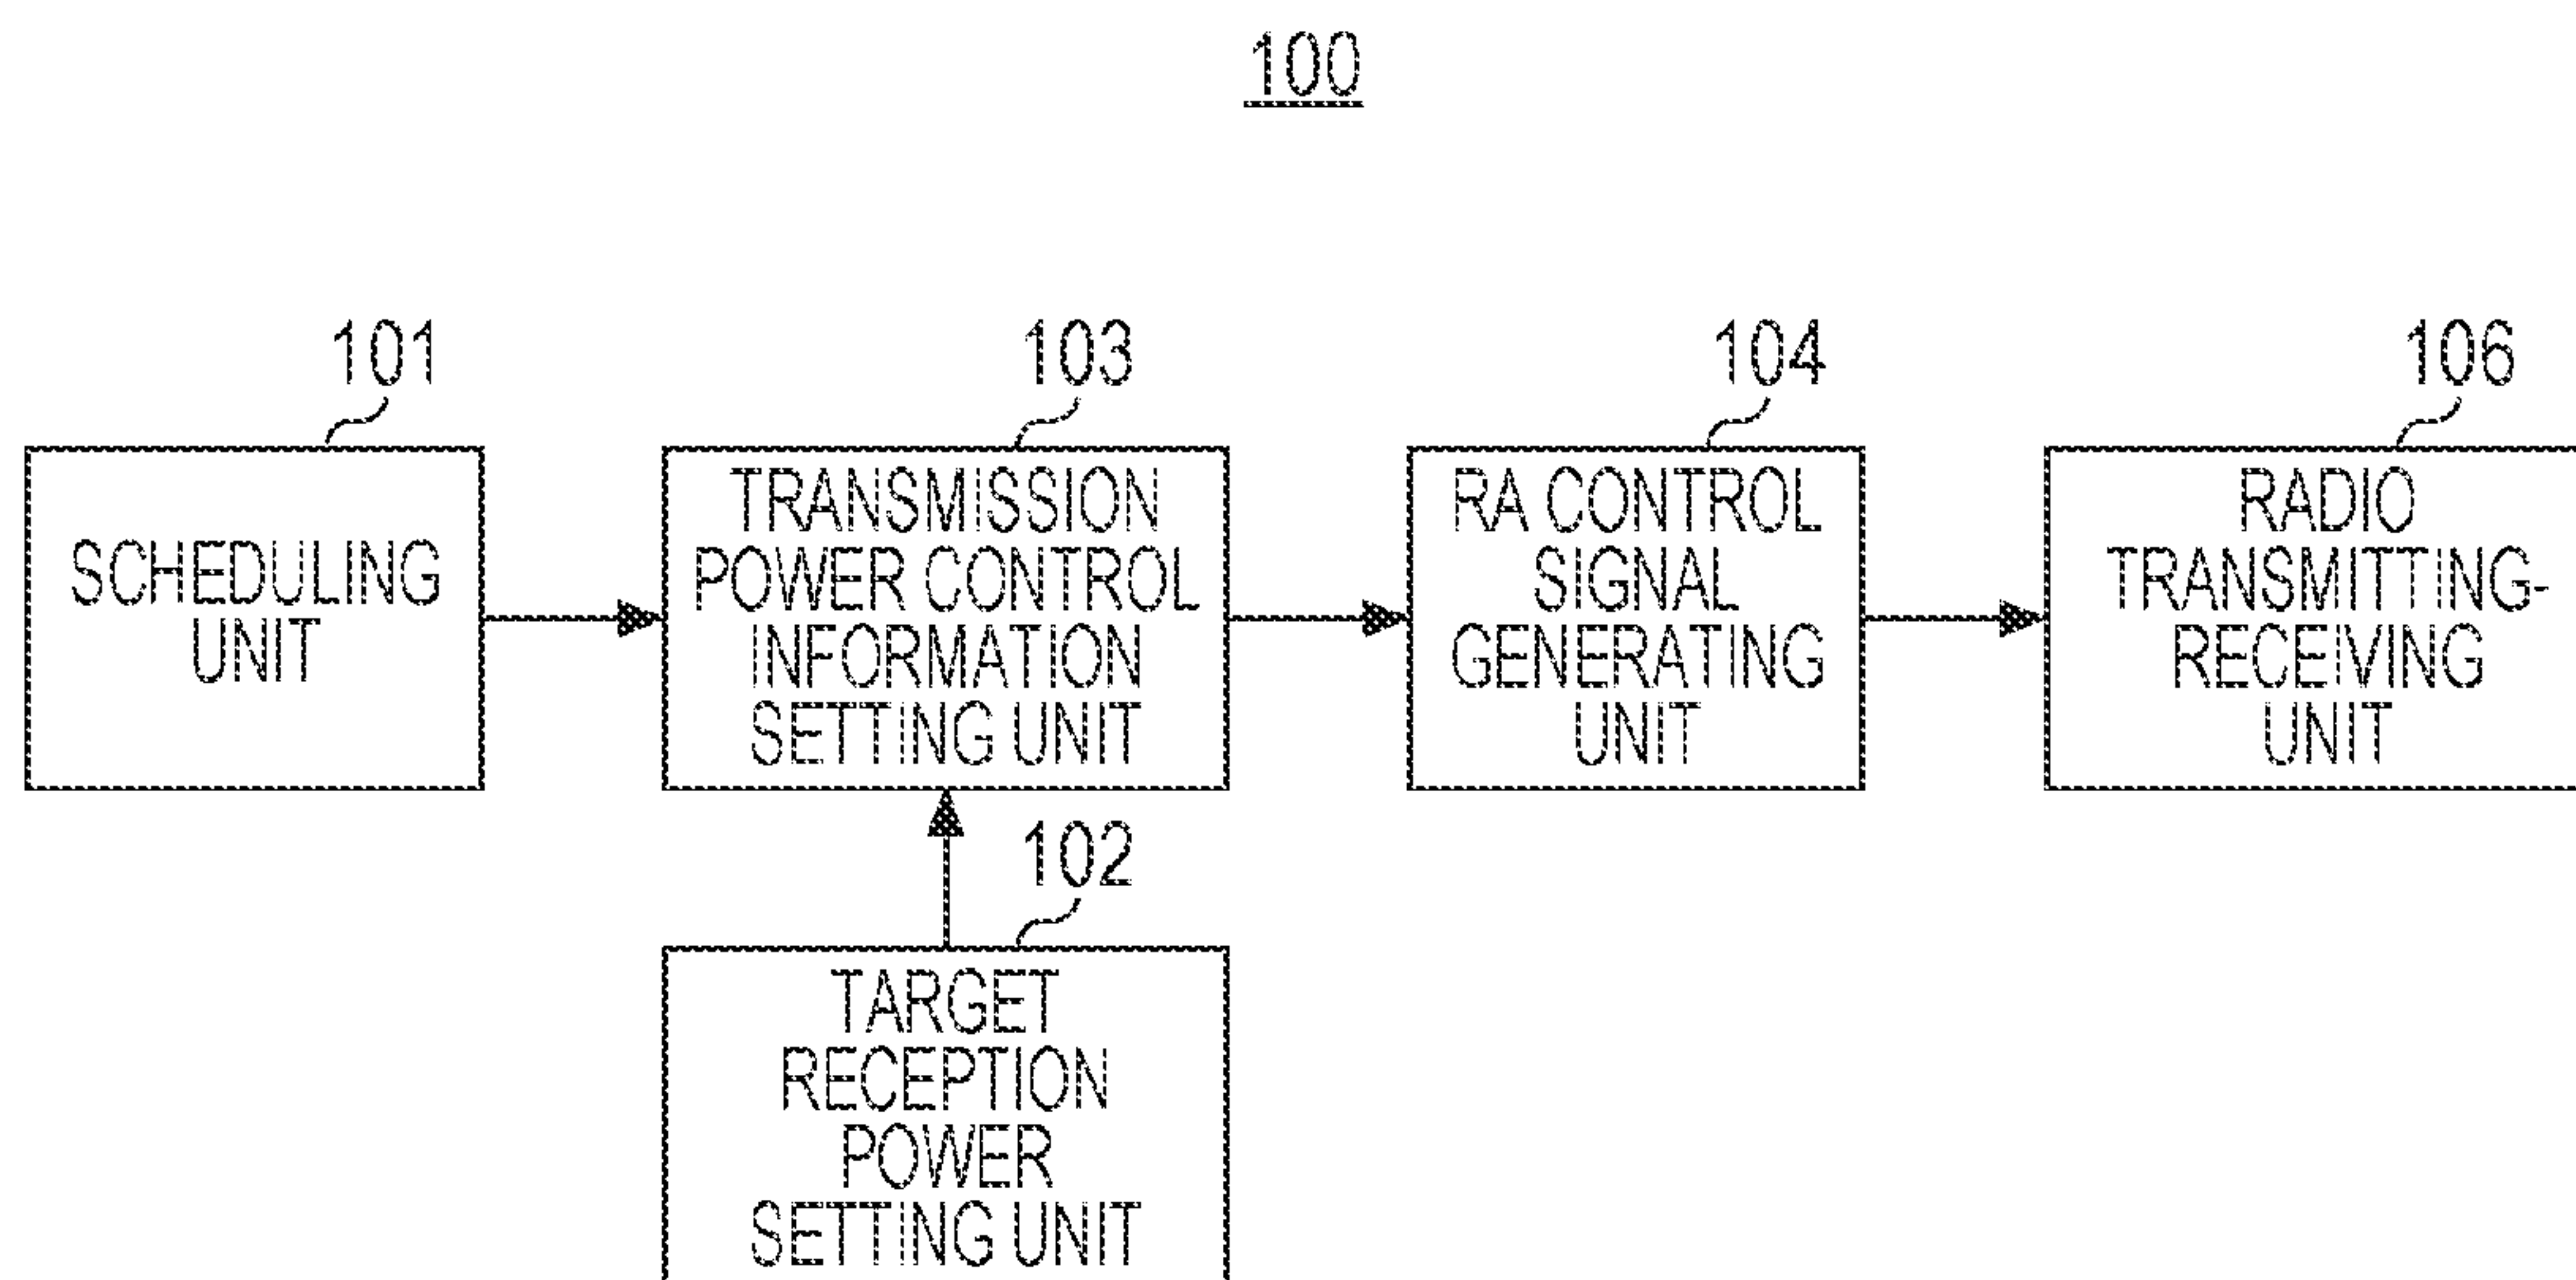 100
101
SCHEDULING
UNIT
103
TRANSMISSION
POWER CONTROL
INFORMATION
SETTING UNIT
104
RA CONTROL
SIGNAL
GENERATING
UNIT
106
RADIO
TRANSMITTING-
RECEIVING
UNIT
102
TARGET
RECEPTION
POWER
SETTING UNIT